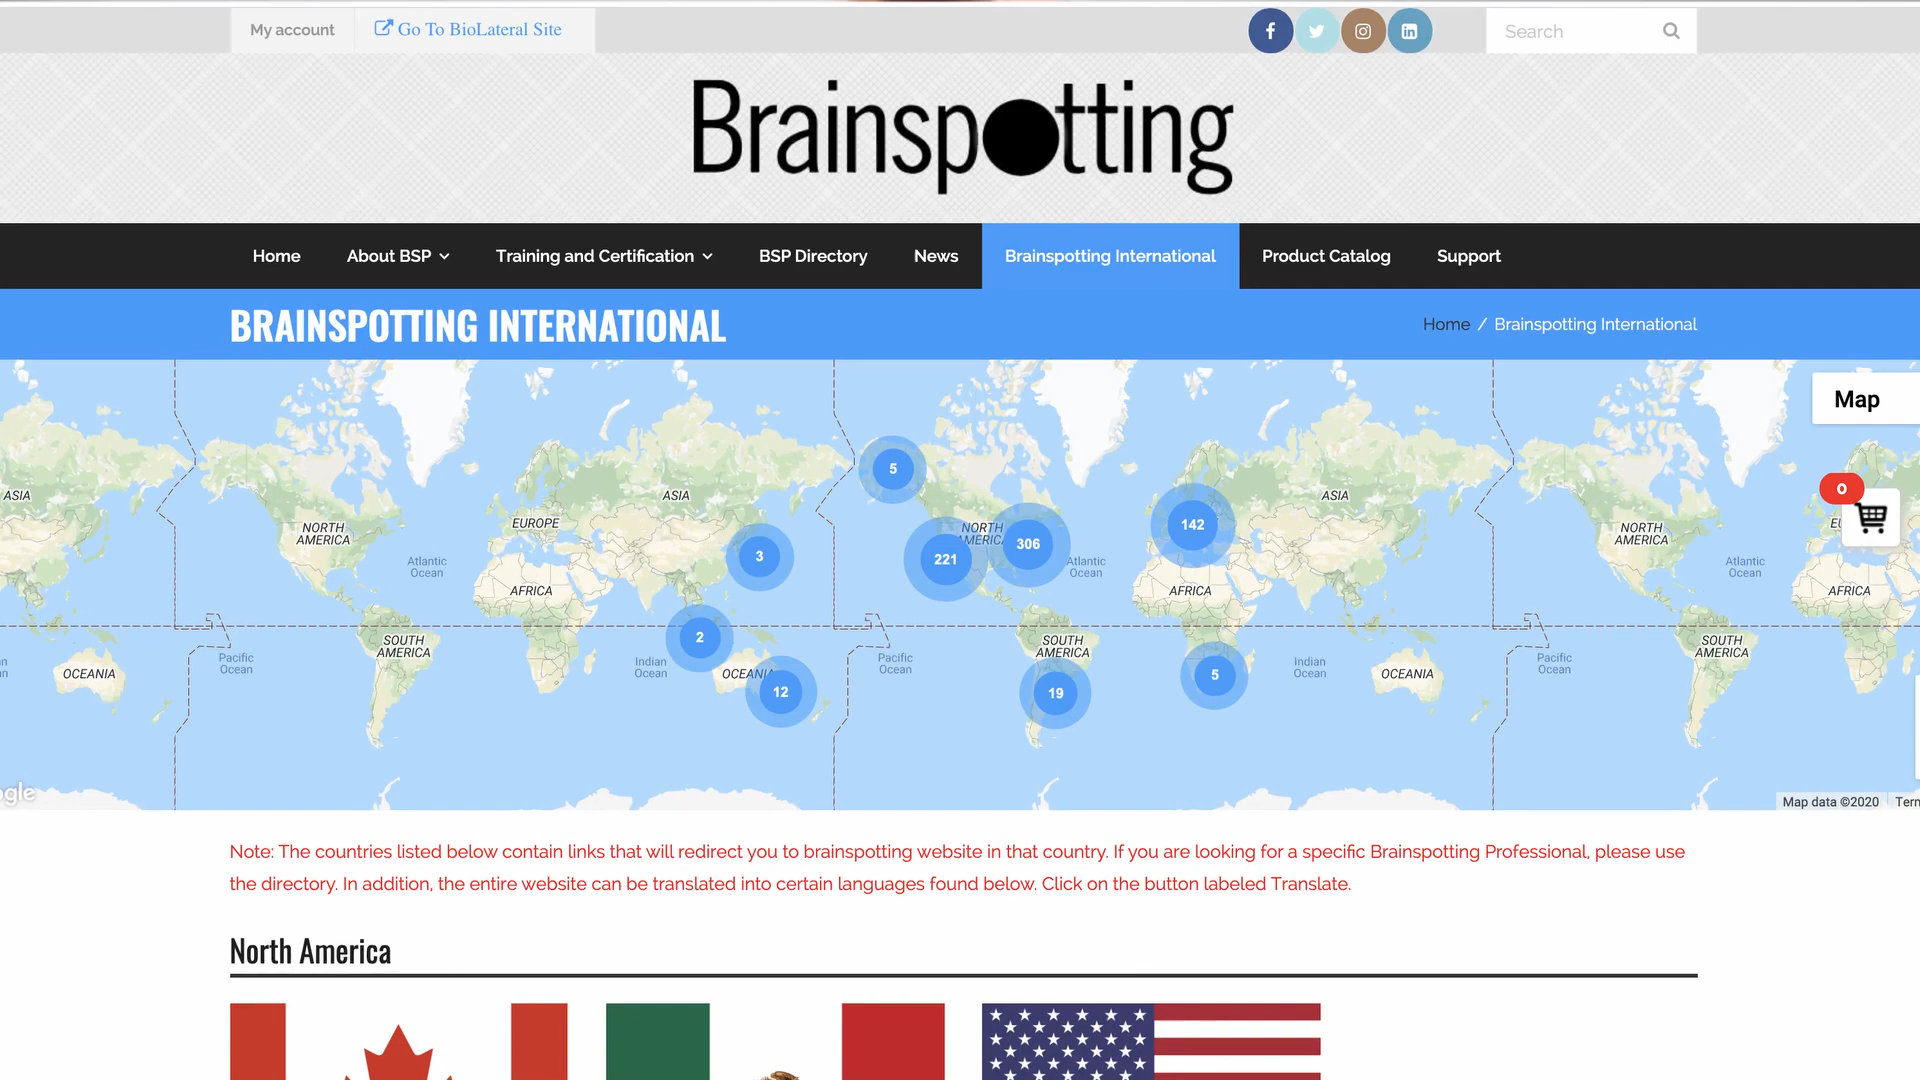 My account
Go To BioLateral Site
Search
Brainspotting
Home
About BSP
Training and Certification
BSP Directory
News
Brainspotting International
Product Catalog
Support
BRAINSPOTTING INTERNATIONAL
Home / Brainspotting International
Map
5
0
ASIA
NORTH
AMERICA
EUROPE
ASIA
NORTH
AMERICA
142
ASIA
NORTH
AMERICA
Atlantic
Ocean
3
221
306
Atlantic
Ocean
Atlantic
Ocean
AFRICA
AFRICA
AFRICA
2
SOUTH
AMERICA
SOUTH
AMERICA
SOUTH
AMERICA
Pacific
Ocean
Indian
Ocean
Pacific
Ocean
Indian
Ocean
Pacific
Ocean
OCEANIA
OCEANIA
OCEANIA
12
19
5
Map data ©2020
Note: The countries listed below contain links that will redirect you to brainspotting website in that country. If you are looking for a specific Brainspotting Professional, please use
the directory. In addition, the entire website can be translated into certain languages found below. Click on the button labeled Translate.
North America